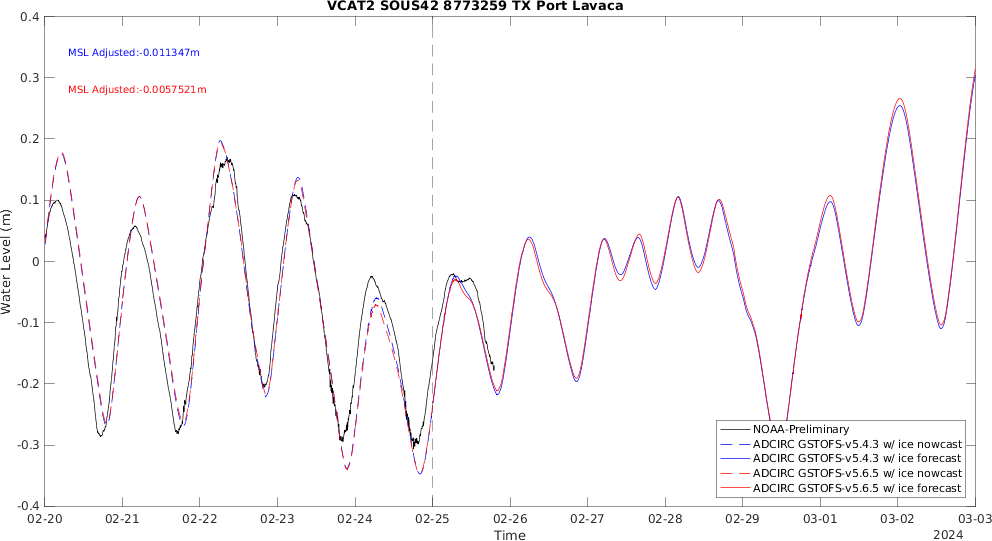 VCAT2 SOUS42 8773259 TX Port Lavaca
MSL Adjusted:-0.011347m
MSL Adjusted:-0.0057521m
Water Level (m)
0.4
0.3
0.2
0.1
0
-0.1
-0.2
-0.3
-0.4
NOAA-Preliminary
ADCIRC GSTOFS-v5.4.3 w/ ice nowcast
ADCIRC GSTOFS-v5.4.3 w/ ice forecast
ADCIRC GSTOFS-v5.6.5 w/ ice nowcast
ADCIRC GSTOFS-v5.6.5 w/ ice forecast
02-20 02-21 02-22 02-23 02-24 02-25 02-26 02-27 02-28 02-29 03-01 03-02 03-03
Time
2024